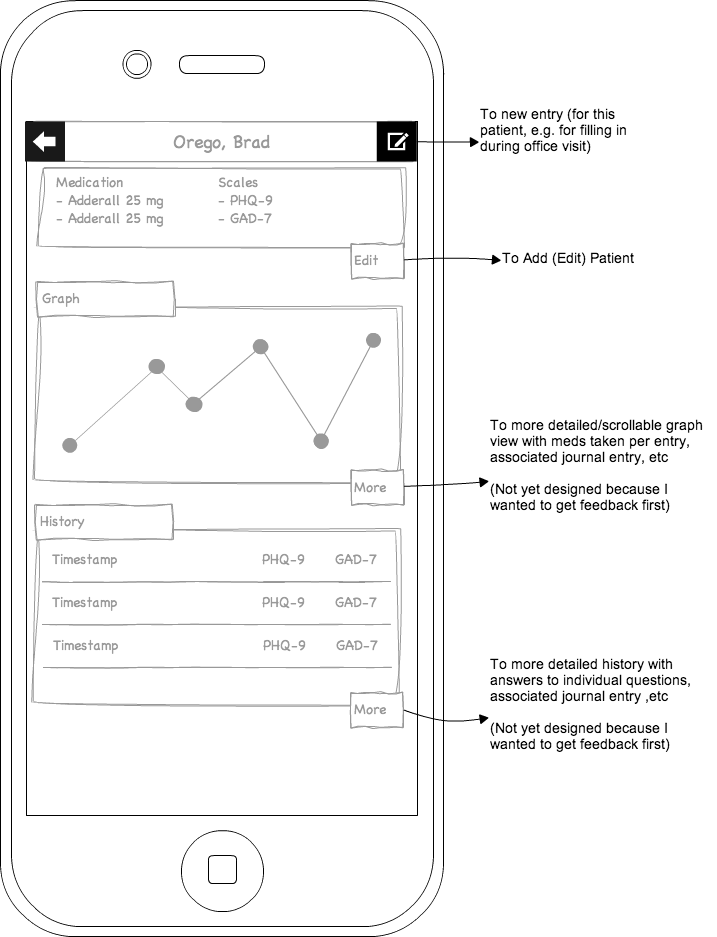 Orego, Brad
To new entry (for this
patient, e.g. for filling in
during office visit)
Medication
- Adderall 25 mg
- Adderall 25 mg
Scales
- PHQ-9
- GAD-7
Edit
To Add (Edit) Patient
Graph
More
To more detailed/scrollable graph
view with meds taken per entry,
associated journal entry, etc
(Not yet designed because I
wanted to get feedback first)
History
Timestamp PHQ-9 GAD-7
Timestamp PHQ-9 GAD-7
Timestamp PHQ-9 GAD-7
More
To more detailed history with
answers to individual questions,
associated journal entry ,etc
(Not yet designed because I
wanted to get feedback first)